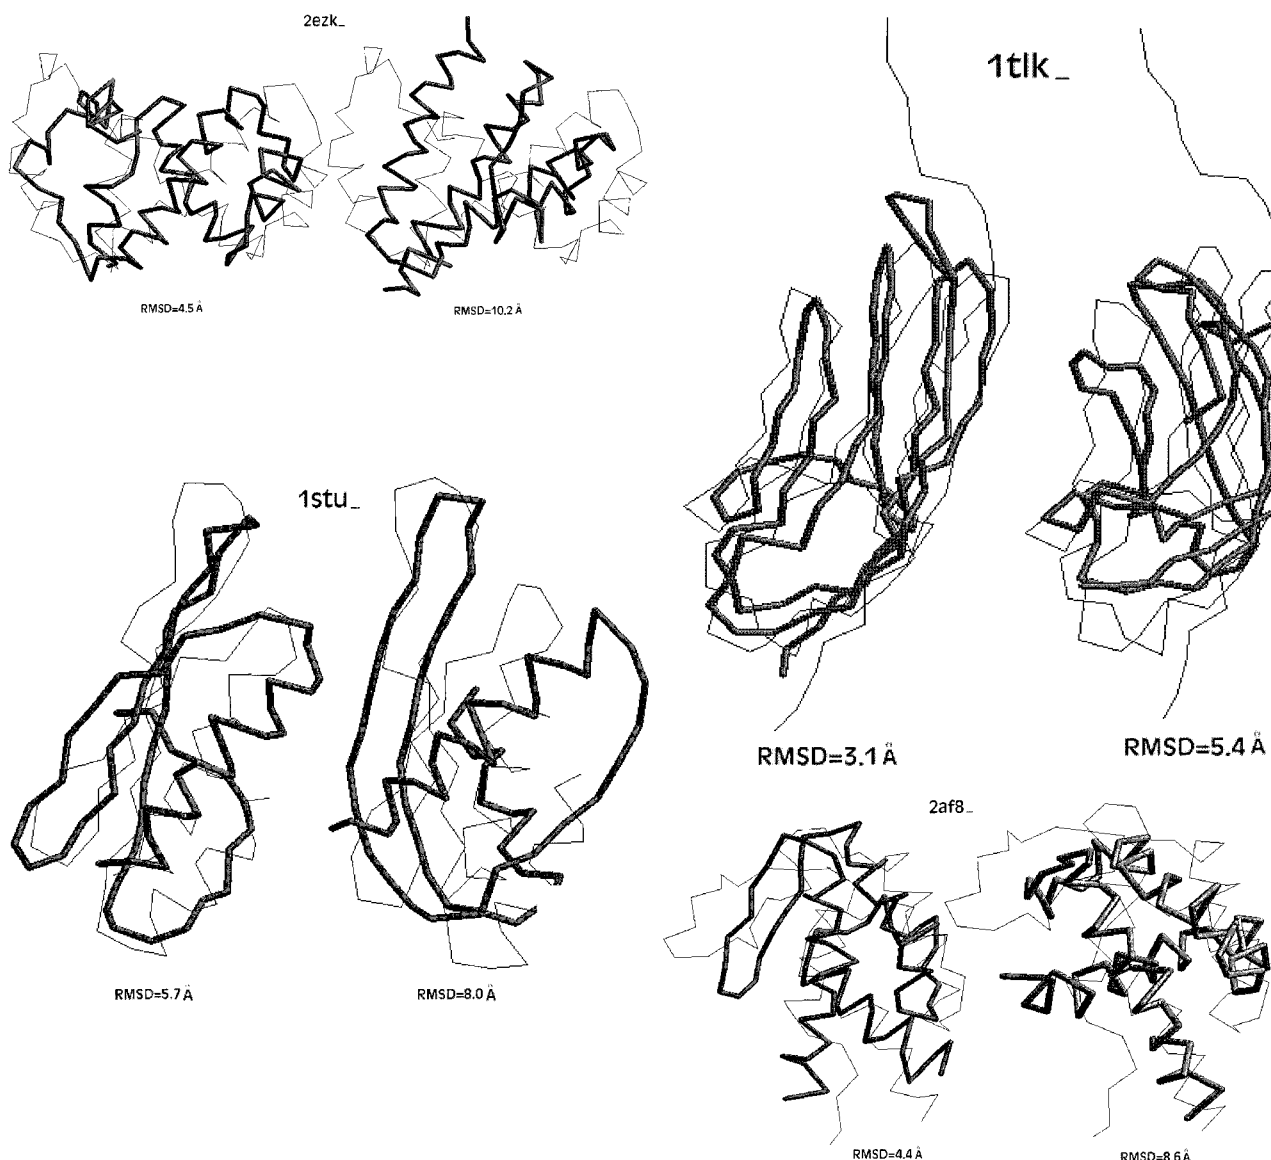 2ezk_
RMSD=4.5 Å
RMSD=10.2 Å
1tlk_
RMSD=3.1 Å
RMSD=5.4 Å
1stu_
RMSD=5.7 Å
RMSD=8.0 Å
2af8_
RMSD=4.4 Å
RMSD=8.6 Å